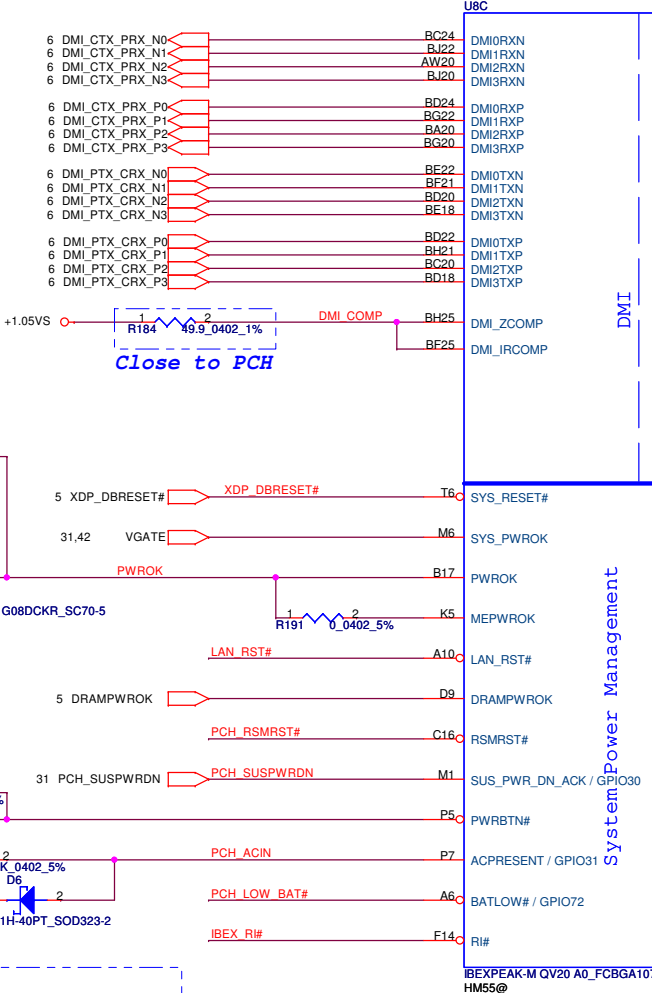 U8C
6 DMI_CTX_PRX_N0 BC24 DMI0RXN
6 DMI_CTX_PRX_N1 BJ22 DMI1RXN
6 DMI_CTX_PRX_N2 AW20 DMI2RXN
6 DMI_CTX_PRX_N3 BJ20 DMI3RXN
6 DMI_CTX_PRX_P0 BD24 DMI0RXP
6 DMI_CTX_PRX_P1 BG22 DMI1RXP
6 DMI_CTX_PRX_P2 BA20 DMI2RXP
6 DMI_CTX_PRX_P3 BG20 DMI3RXP
6 DMI_PTX_CRX_N0 BE22 DMI0TXN
6 DMI_PTX_CRX_N1 BF21 DMI1TXN
6 DMI_PTX_CRX_N2 BD20 DMI2TXN
6 DMI_PTX_CRX_N3 BE18 DMI3TXN
6 DMI_PTX_CRX_P0 BD22 DMI0TXP
6 DMI_PTX_CRX_P1 BH21 DMI1TXP
6 DMI_PTX_CRX_P2 BC20 DMI2TXP
6 DMI_PTX_CRX_P3 BD18 DMI3TXP
+1.05VS 1 2 DMI_COMP BH25 DMI_ZCOMP
R184 49.9_0402_1%
DMI
Close to PCH
BF25 DMI_IRCOMP
5 XDP_DBRESET# XDP_DBRESET# T6 SYS_RESET#
31,42 VGATE M6 SYS_PWROK
PWROK B17 PWROK
G08DCKR_SC70-5
1 2 K5 MEPWROK
R191 0_0402_5%
LAN_RST# A10 LAN_RST#
5 DRAMPWROK D9 DRAMPWROK
System Power Management
PCH_RSMRST# C16 RSMRST#
31 PCH_SUSPWRDN PCH_SUSPWRDN M1 SUS_PWR_DN_ACK / GPIO30
%
P5 PWRBTN#
2 PCH_ACIN P7 ACPRESENT / GPIO31
K_0402_5%
D6
2 PCH_LOW_BAT# A6 BATLOW# / GPIO72
1H-40PT_SOD323-2
IBEX_RI# F14 RI#
IBEXPEAK-M QV20 A0_FCBGA107
HM55@